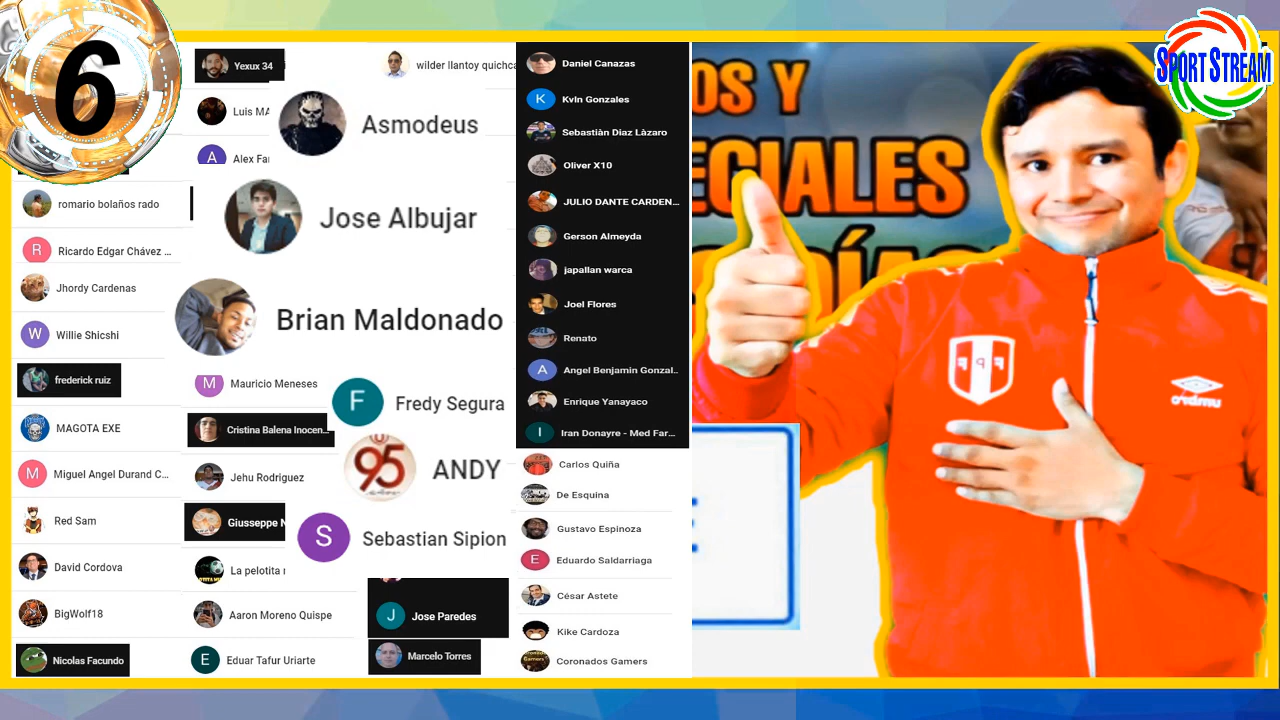 6
SPORT STREAM
Yexux 34
wilder llantoy quichca
Luis MA
Asmodeus
Alex Fa
romario bolaños rado
Jose Albujar
Ricardo Edgar Chávez ...
Jhordy Cardenas
Brian Maldonado
W
Willie Shicshi
frederick ruiz
M
Mauricio Meneses
F
Fredy Segura
MAGOTA EXE
Cristina Balena Inocen...
M
Miguel Angel Durand C...
Jehu Rodriguez
95
ANDY
Red Sam
Giusseppe N
S
Sebastian Sipion
David Cordova
La pelotita
BigWolf18
Aaron Moreno Quispe
J
Jose Paredes
Nicolas Facundo
E
Eduar Tafur Uriarte
Marcelo Torres
Daniel Canazas
K
KvIn Gonzales
Sebastiàn Diaz Làzaro
Oliver X10
JULIO DANTE CARDEN...
Gerson Almeyda
japallan warca
Joel Flores
Renato
A
Angel Benjamin Gonzal..
Enrique Yanayaco
I
Iran Donayre - Med Far...
Carlos Quiña
De Esquina
Gustavo Espinoza
E
Eduardo Saldarriaga
César Astete
Kike Cardoza
Coronados Gamers
OS Y
ECIALES
DÍAS
FPF
umbro